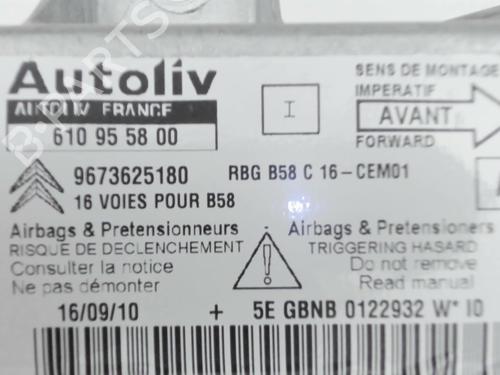 Autoliv
AUTOLIV FRANCE
610 95 58 00
I
SENS DE MONTAGE
IMPERATIF
AVANT
FORWARD
9673625180
RBG B58 C 16-CEM01
16 VOIES POUR B58
Airbags & Pretensionneurs
RISQUE DE DECLENCHEMENT
Consulter la notice
Ne pas démonter
Airbags & Pretensioners
TRIGGERING HASARD
Do not remove
Read manual
16/09/10 + 5E GBNB 0122932 W* 10
B-PARTS